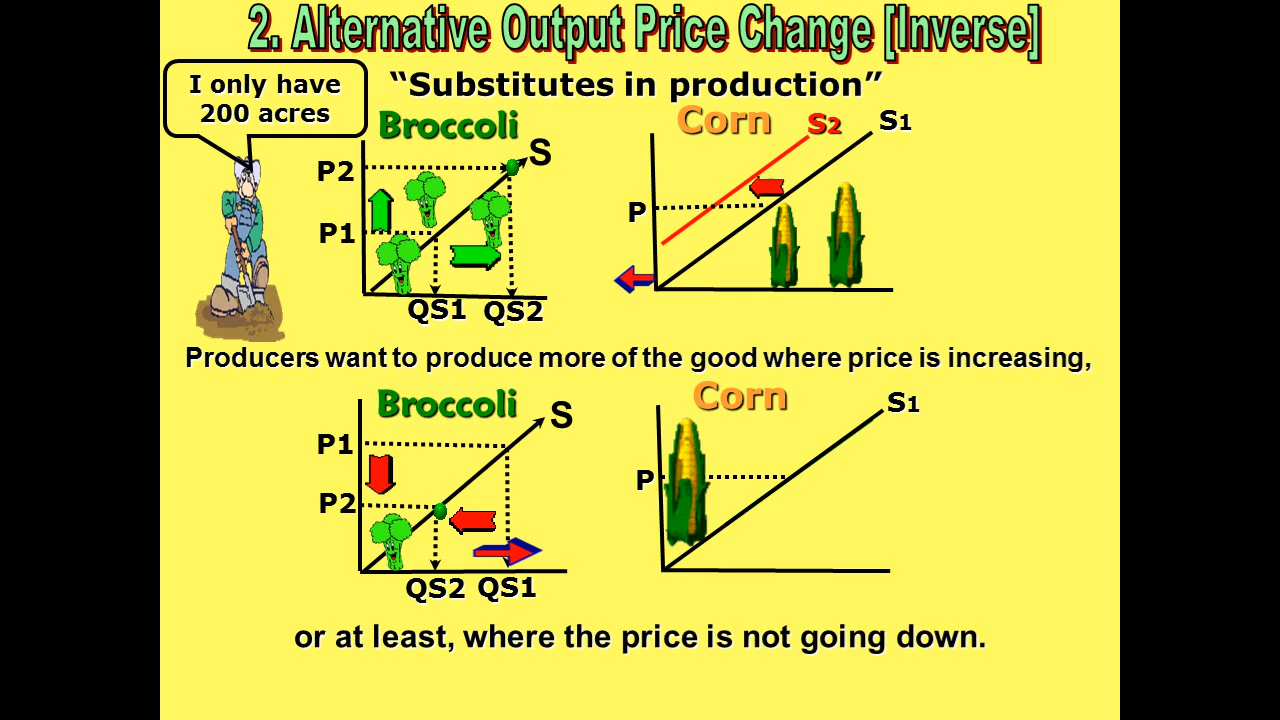 2. Alternative Output Price Change [Inverse]
I only have
200 acres
“Substitutes in production”
Broccoli
S
P2
P1
QS1
QS2
Corn
S2
S1
P
Producers want to produce more of the good where price is increasing,
Broccoli
S
P1
P2
QS2
QS1
Corn
S1
P
or at least, where the price is not going down.